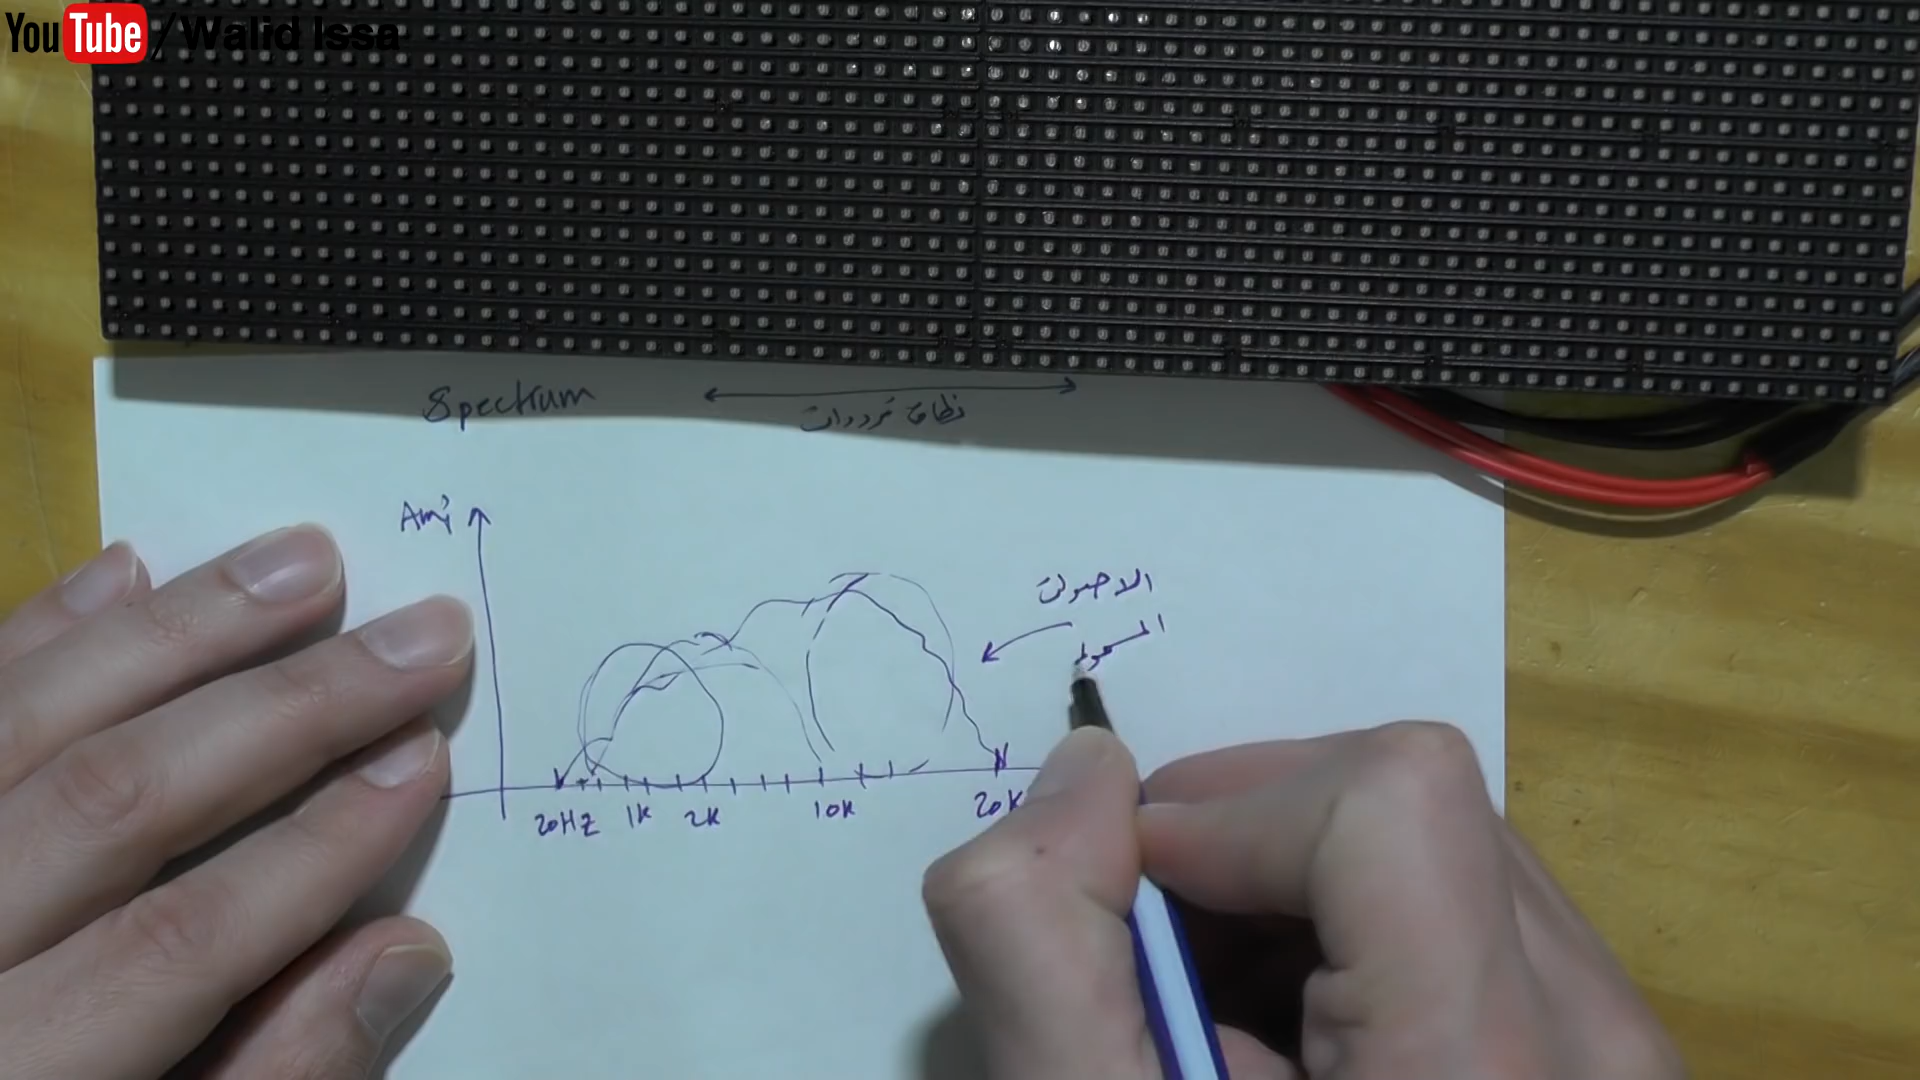 YouTube/Walid Issa
Spectrum
نطاق ترددات
Amp
الاصوات
المسموعة
20Hz 1K 2K 10K 20K